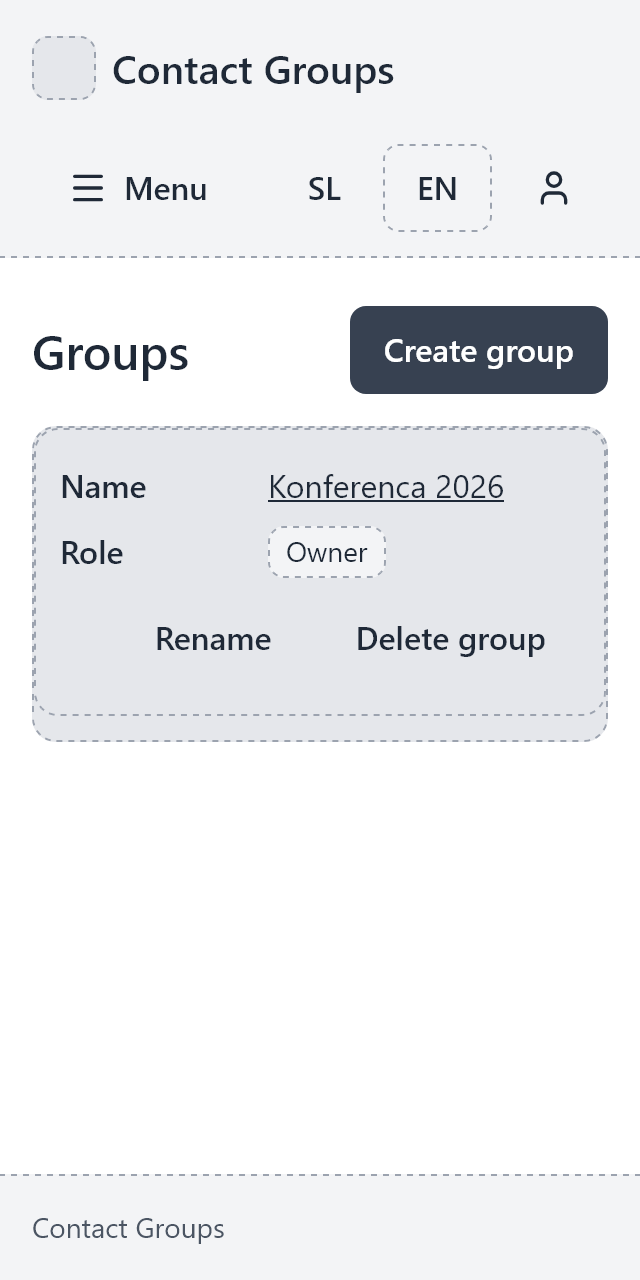 Contact Groups
Menu SL EN
Groups Create group
Name Konferenca 2026
Role Owner
Rename Delete group
Contact Groups